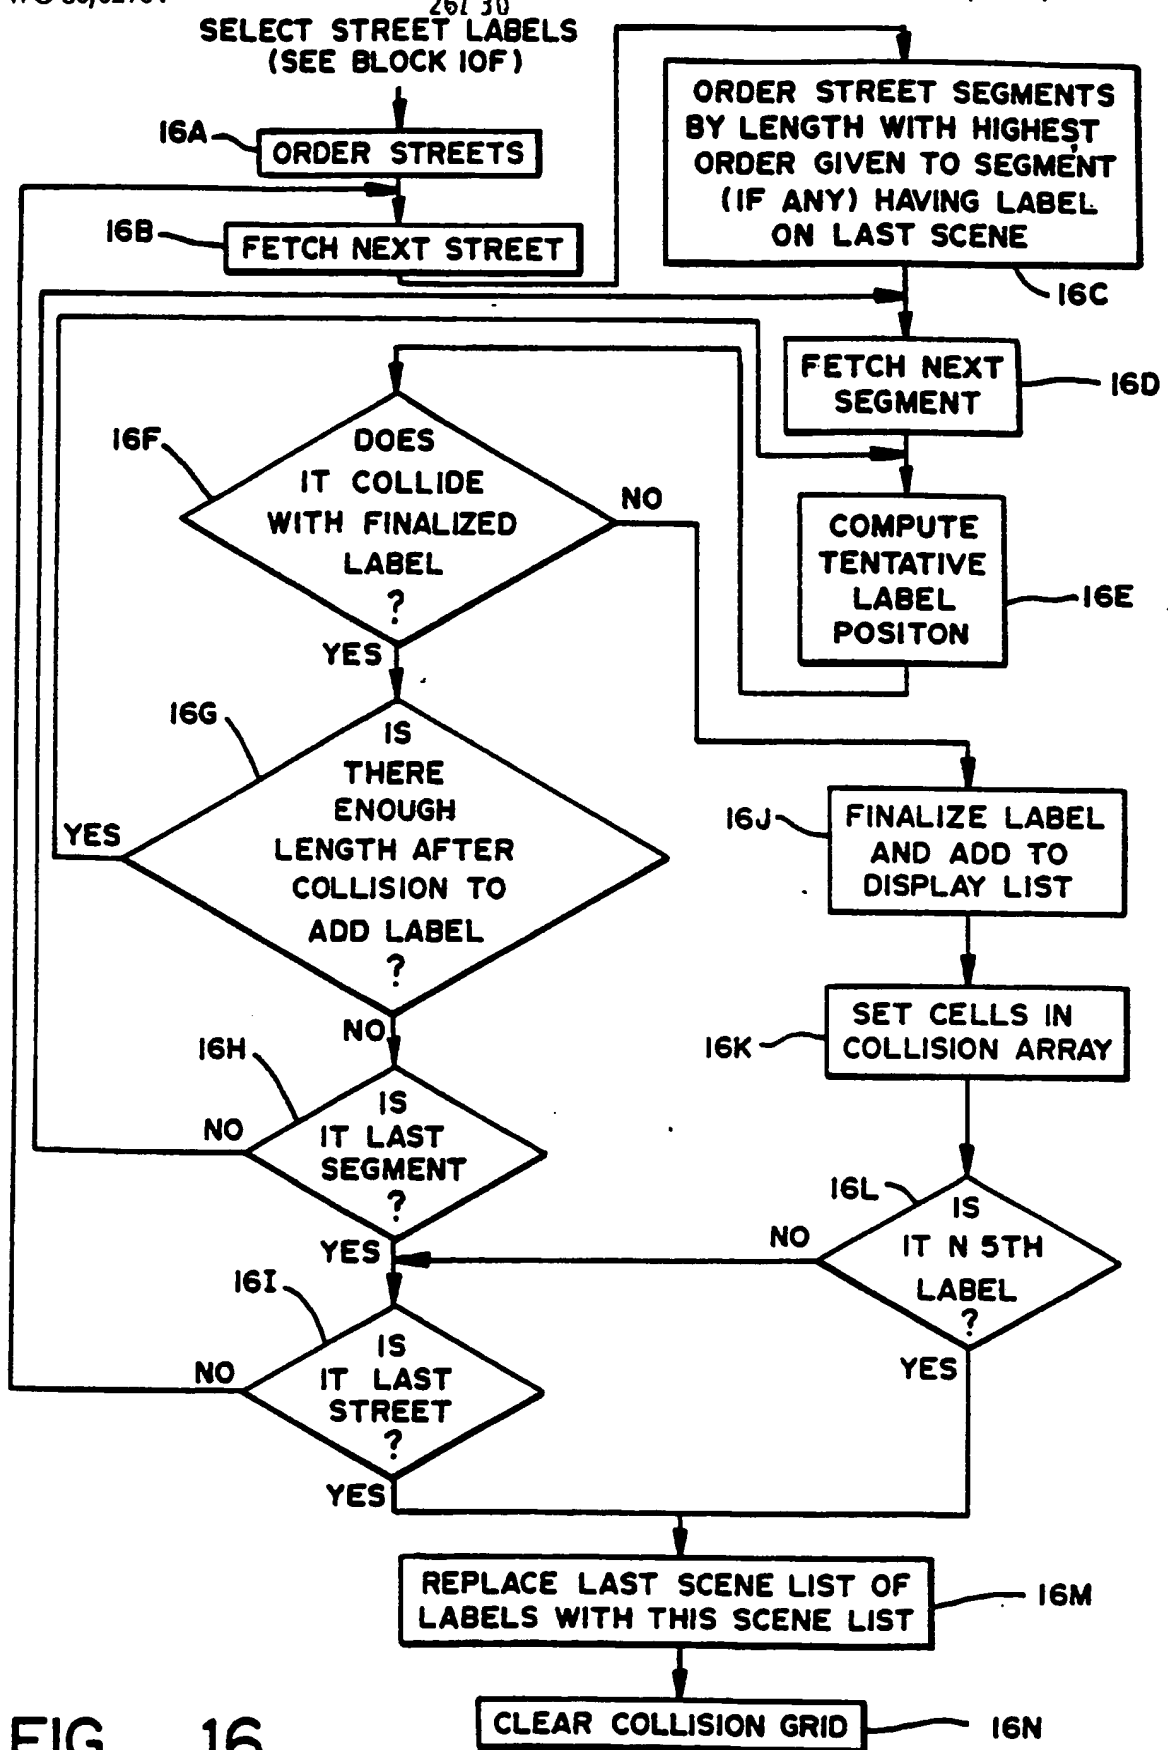 26/30
SELECT STREET LABELS
(SEE BLOCK 10F)
16A
ORDER STREETS
16B
FETCH NEXT STREET
ORDER STREET SEGMENTS
BY LENGTH WITH HIGHEST
ORDER GIVEN TO SEGMENT
(IF ANY) HAVING LABEL
ON LAST SCENE
16C
FETCH NEXT
SEGMENT
16D
COMPUTE
TENTATIVE
LABEL
POSITON
16E
16F
DOES
IT COLLIDE
WITH FINALIZED
LABEL
?
NO
YES
16G
IS
THERE
ENOUGH
LENGTH AFTER
COLLISION TO
ADD LABEL
?
YES
NO
16H
IS
IT LAST
SEGMENT
?
NO
YES
16I
IS
IT LAST
STREET
?
NO
YES
16J
FINALIZE LABEL
AND ADD TO
DISPLAY LIST
16K
SET CELLS IN
COLLISION ARRAY
16L
IS
IT N 5TH
LABEL
?
NO
YES
REPLACE LAST SCENE LIST OF
LABELS WITH THIS SCENE LIST
16M
CLEAR COLLISION GRID
16N
FIG. 16